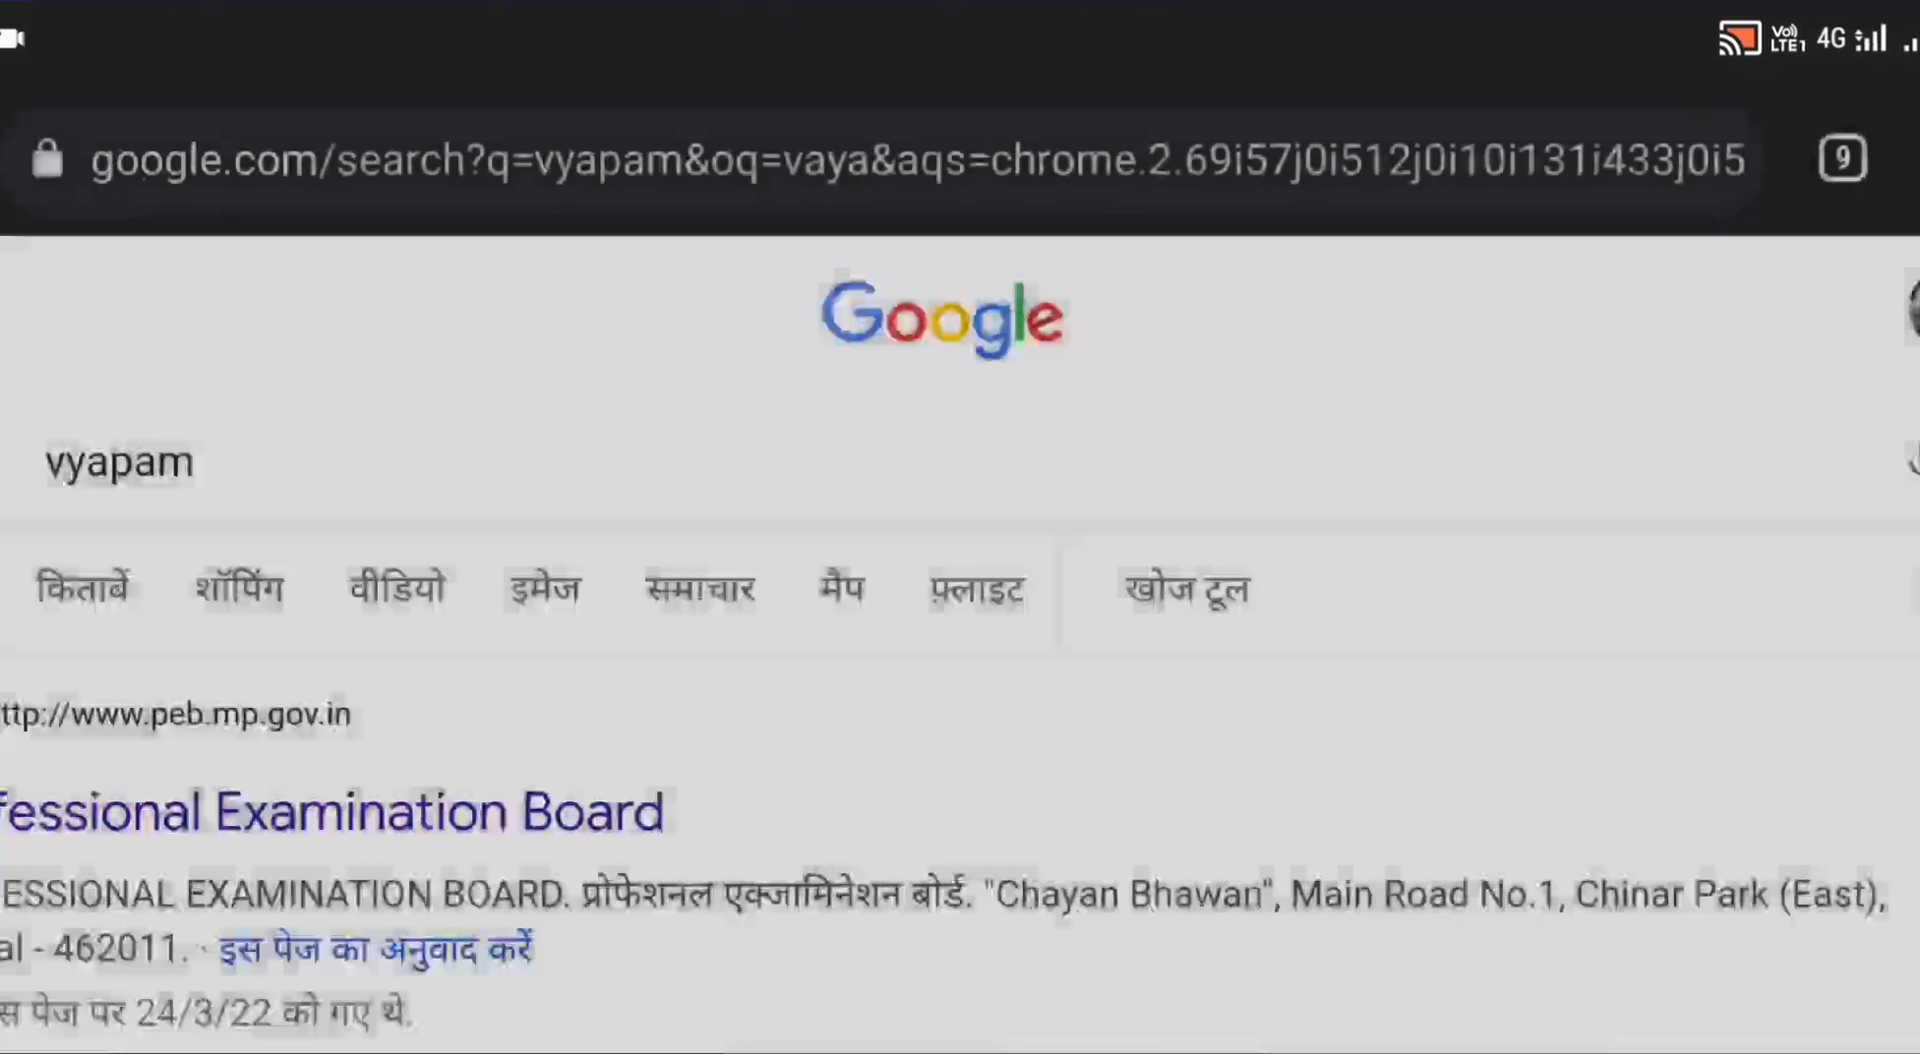 VoLTE1 4G
google.com/search?q=vyapam&oq=vaya&aqs=chrome.2.69i57j0i512j0i10i131i433j0i5
9
Google
vyapam
किताबें शॉपिंग वीडियो इमेज समाचार मैप फ़्लाइट खोज टूल
ttp://www.peb.mp.gov.in
fessional Examination Board
ESSIONAL EXAMINATION BOARD. प्रोफेशनल एक्जामिनेशन बोर्ड. "Chayan Bhawan", Main Road No.1, Chinar Park (East),
al - 462011. · इस पेज का अनुवाद करें
स पेज पर 24/3/22 को गए थे.